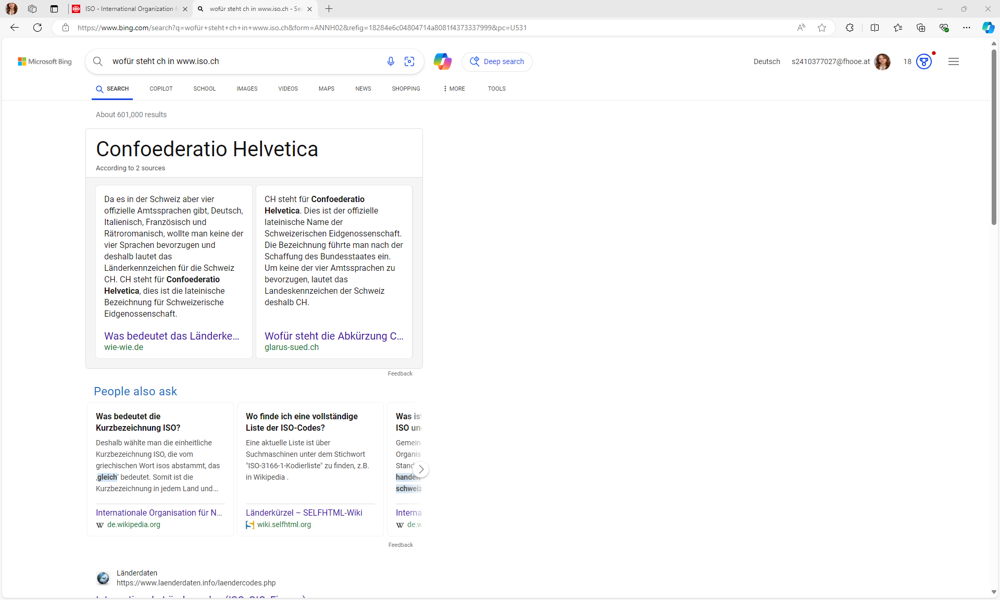 ISO - International Organization f
wofür steht ch in www.iso.ch - Se
https://www.bing.com/search?q=wofür+steht+ch+in+www.iso.ch&form=ANNH02&refig=18284e6c04804714a8081f4373337999&pc=U531
Microsoft Bing
wofür steht ch in www.iso.ch
Deep search
Deutsch
s2410377027@fhooe.at
18
SEARCH
COPILOT
SCHOOL
IMAGES
VIDEOS
MAPS
NEWS
SHOPPING
MORE
TOOLS
About 601,000 results
Confoederatio Helvetica
According to 2 sources
Da es in der Schweiz aber vier
offizielle Amtssprachen gibt, Deutsch,
Italienisch, Französisch und
Rätroromanisch, wollte man keine der
vier Sprachen bevorzugen und
deshalb lautet das
Länderkennzeichen für die Schweiz
CH. CH steht für Confoederatio
Helvetica, dies ist die lateinische
Bezeichnung für Schweizerische
Eidgenossenschaft.
Was bedeutet das Länderke...
wie-wie.de
CH steht für Confoederatio
Helvetica. Dies ist der offizielle
lateinische Name der
Schweizerischen Eidgenossenschaft.
Die Bezeichnung führte man nach der
Schaffung des Bundesstaates ein.
Um keine der vier Amtssprachen zu
bevorzugen, lautet das
Landeskennzeichen der Schweiz
deshalb CH.
Wofür steht die Abkürzung C...
glarus-sued.ch
Feedback
People also ask
Was bedeutet die
Kurzbezeichnung ISO?
Deshalb wählte man die einheitliche
Kurzbezeichnung ISO, die vom
griechischen Wort isos abstammt, das
‚gleich‘ bedeutet. Somit ist die
Kurzbezeichnung in jedem Land und...
Internationale Organisation für N...
de.wikipedia.org
Wo finde ich eine vollständige
Liste der ISO-Codes?
Eine aktuelle Liste ist über
Suchmaschinen unter dem Stichwort
"ISO-3166-1-Kodierliste" zu finden, z.B.
in Wikipedia .
Länderkürzel – SELFHTML-Wiki
wiki.selfhtml.org
Was ist
ISO un
Gemein
Organis
Stand
handel
schweiz
Interna
de.w
Feedback
Länderdaten
https://www.laenderdaten.info/laendercodes.php